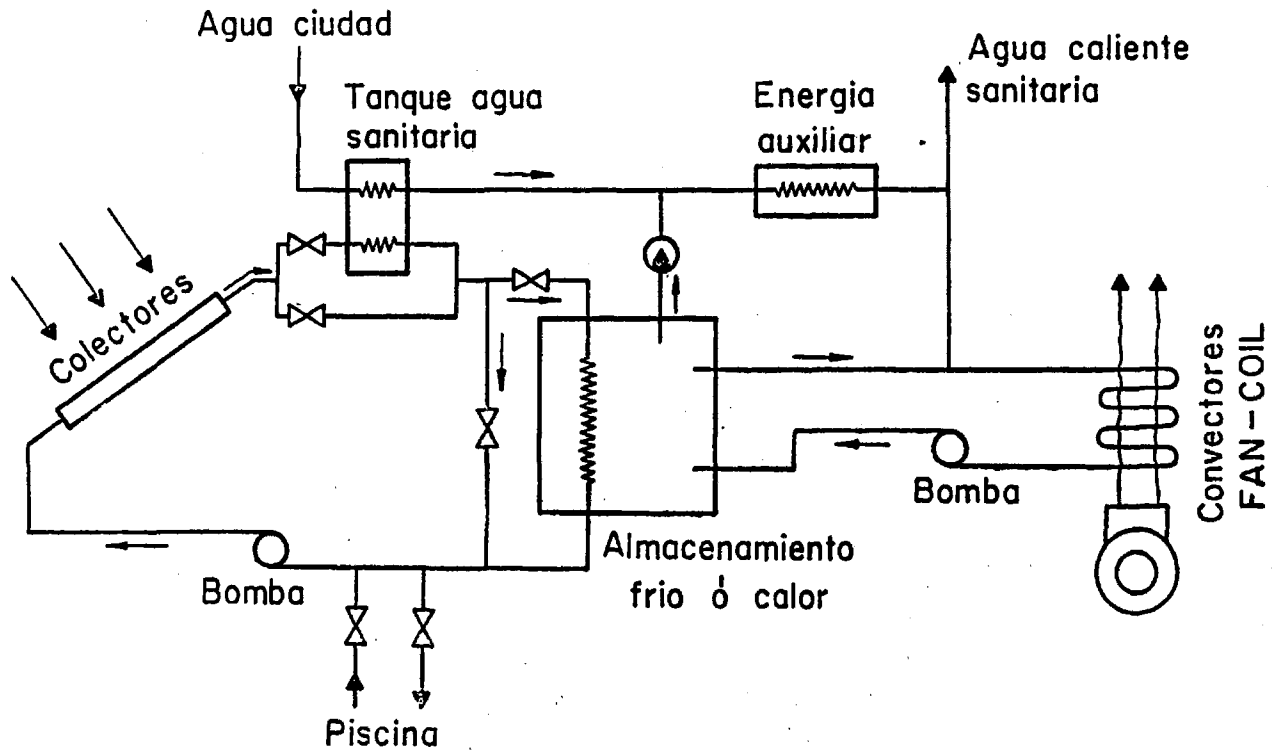 Agua ciudad
Agua caliente
sanitaria
Tanque agua
sanitaria
Energia
auxiliar
Colectores
Convectores
FAN-COIL
Bomba
Almacenamiento
frio ó calor
Bomba
Piscina